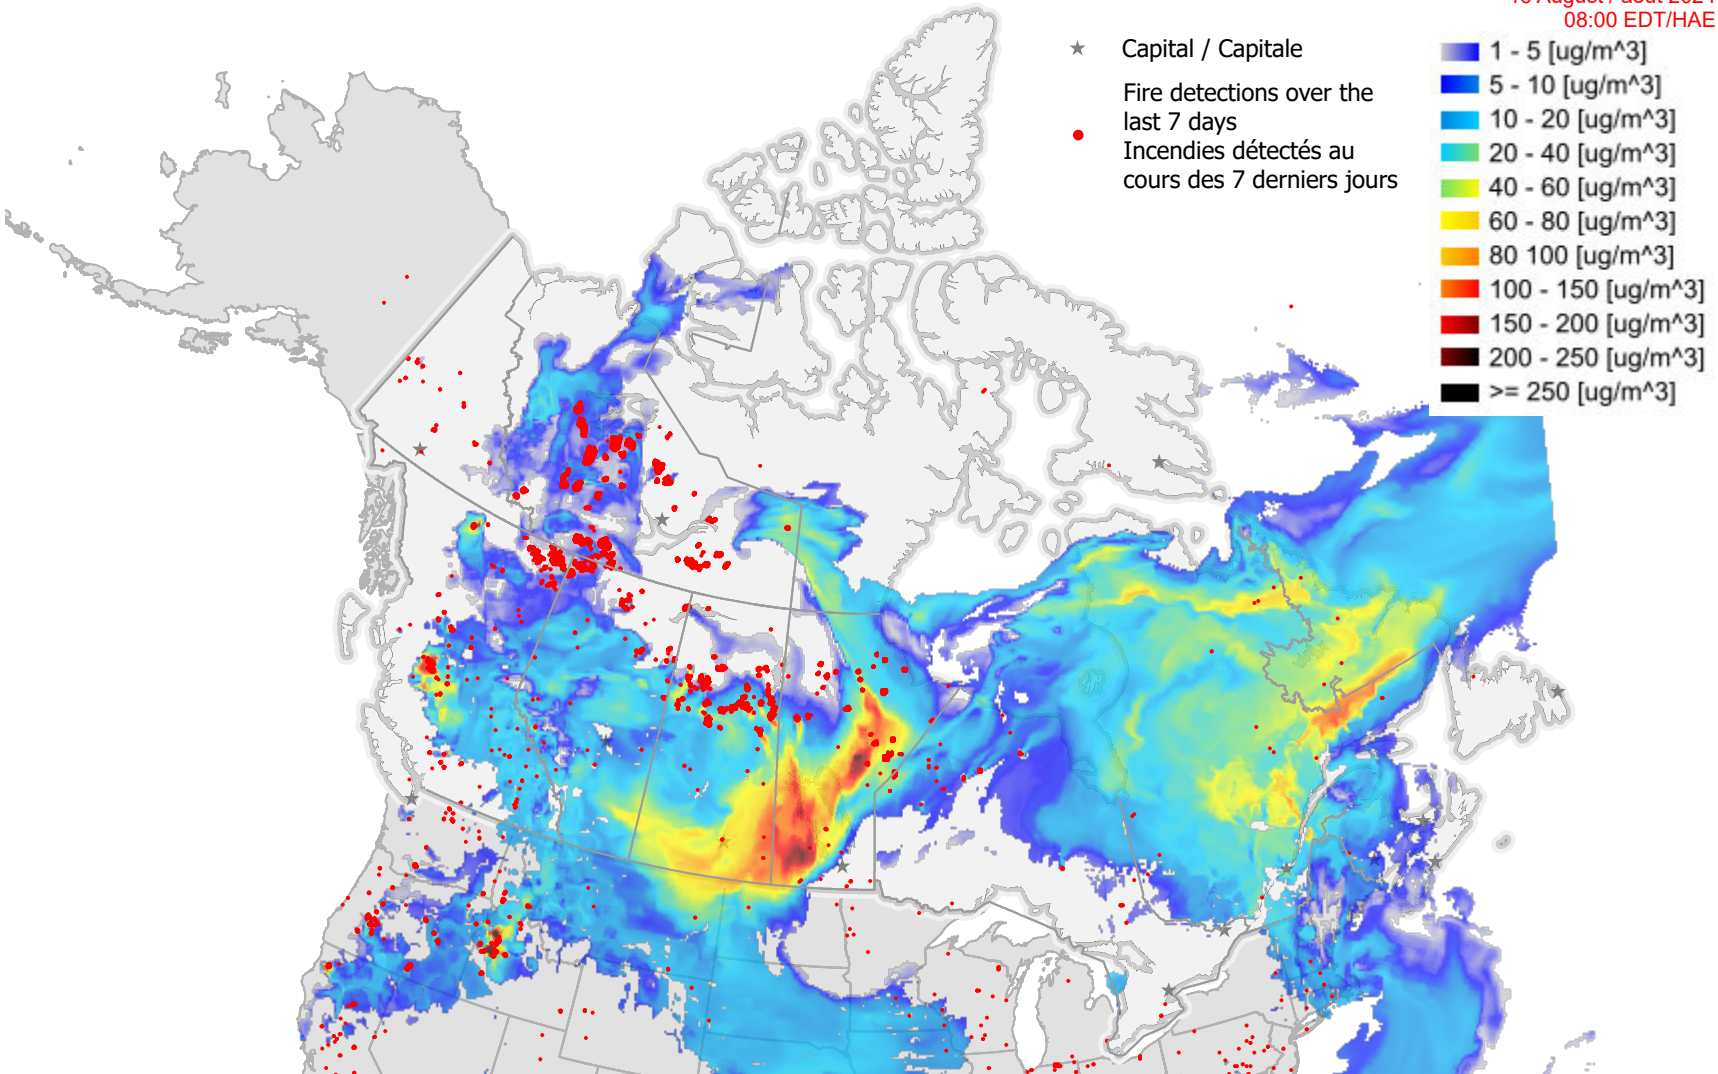 August / août
08:00 EDT/HAE
Capital / Capitale
Fire detections over the
last 7 days
Incendies détectés au
cours des 7 derniers jours
1 - 5 [ug/m^3]
5 - 10 [ug/m^3]
10 - 20 [ug/m^3]
20 - 40 [ug/m^3]
40 - 60 [ug/m^3]
60 - 80 [ug/m^3]
80 100 [ug/m^3]
100 - 150 [ug/m^3]
150 - 200 [ug/m^3]
200 - 250 [ug/m^3]
>= 250 [ug/m^3]